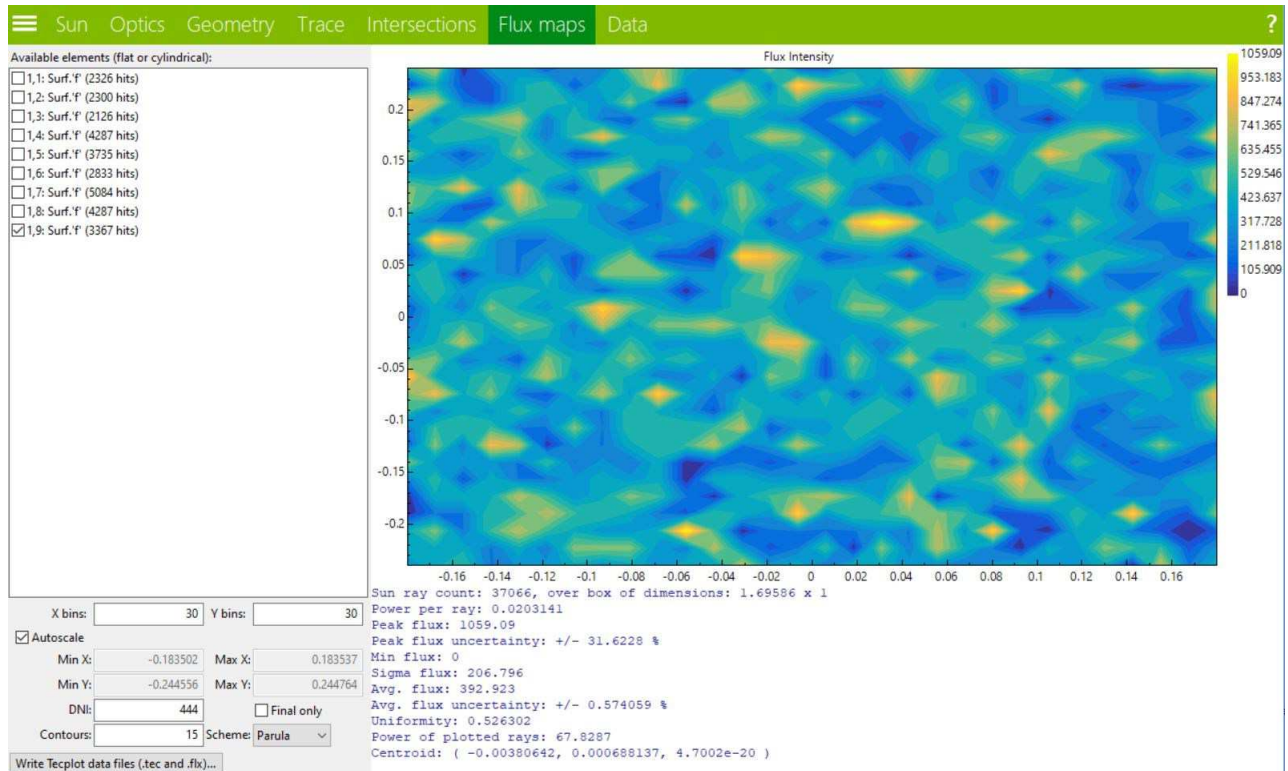 Sun Optics Geometry Trace Intersections Flux maps Data ?
Available elements (flat or cylindrical):
1,1: Surf.'f' (2326 hits)
1,2: Surf.'f' (2300 hits)
1,3: Surf.'f' (2126 hits)
1,4: Surf.'f' (4287 hits)
1,5: Surf.'f' (3735 hits)
1,6: Surf.'f' (2833 hits)
1,7: Surf.'f' (5084 hits)
1,8: Surf.'f' (4287 hits)
1,9: Surf.'f' (3367 hits)
X bins: 30 Y bins: 30
Autoscale
Min X: -0.183502 Max X: 0.183537
Min Y: -0.244556 Max Y: 0.244764
DNI: 444 Final only
Contours: 15 Scheme: Parula
Write Tecplot data files (.tec and .flx)...
Flux Intensity
0.2
0.15
0.1
0.05
0
-0.05
-0.1
-0.15
-0.2
-0.16 -0.14 -0.12 -0.1 -0.08 -0.06 -0.04 -0.02 0 0.02 0.04 0.06 0.08 0.1 0.12 0.14 0.16
1059.09
953.183
847.274
741.365
635.455
529.546
423.637
317.728
211.818
105.909
0
Sun ray count: 37066, over box of dimensions: 1.69586 x 1
Power per ray: 0.0203141
Peak flux: 1059.09
Peak flux uncertainty: +/- 31.6228 %
Min flux: 0
Sigma flux: 206.796
Avg. flux: 392.923
Avg. flux uncertainty: +/- 0.574059 %
Uniformity: 0.526302
Power of plotted rays: 67.8287
Centroid: ( -0.00380642, 0.000688137, 4.7002e-20 )